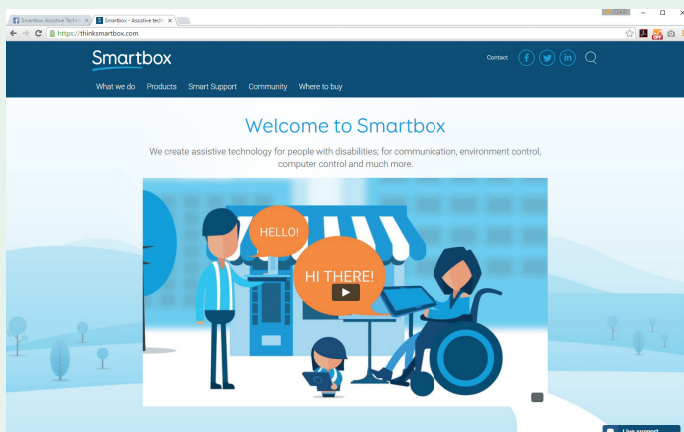 Smartbox Assistive Techn
Smartbox - Assistive tech
https://thinksmartbox.com
Smartbox
Contact
What we do Products Smart Support Community Where to buy
Welcome to Smartbox
We create assistive technology for people with disabilities; for communication, environment control,
computer control and much more.
HELLO!
HI THERE!
Live support